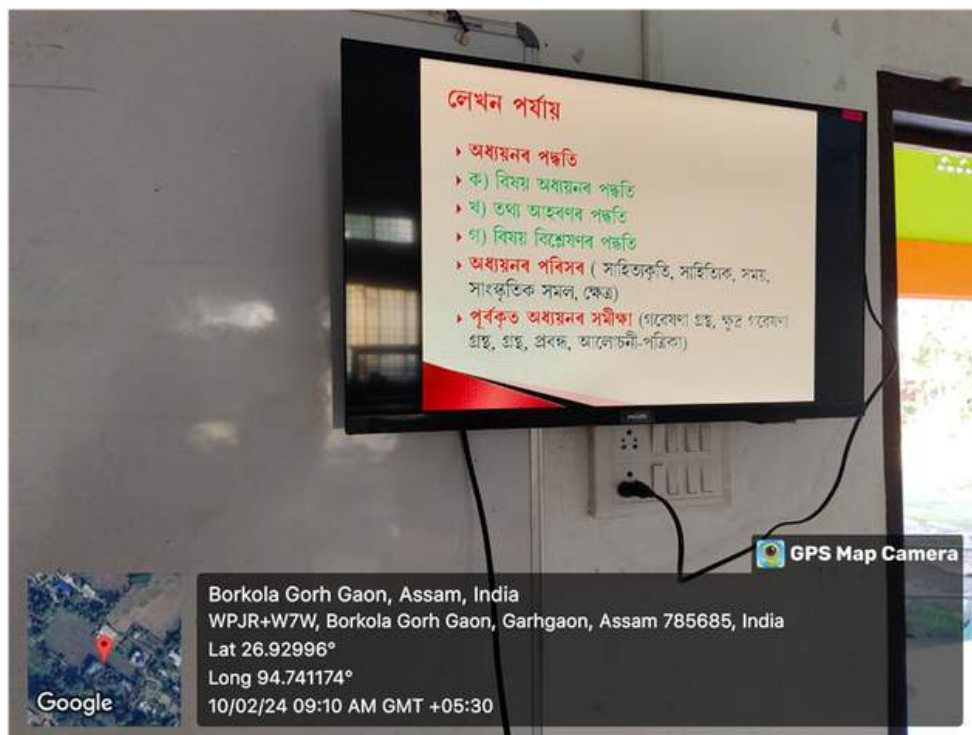 লেখন পৰ্যায়
অধ্যয়নৰ পদ্ধতি
ক) বিষয় অধ্যয়নৰ পদ্ধতি
খ) তথ্য আহৰণৰ পদ্ধতি
গ) বিষয় বিশ্লেষণৰ পদ্ধতি
অধ্যয়নৰ পৰিসৰ ( সাহিত্যকৃতি, সাহিত্যিক, সময়,
সাংস্কৃতিক সমল, ক্ষেত্ৰ)
পূৰ্বকৃত অধ্যয়নৰ সমীক্ষা (গৱেষণা গ্ৰন্থ, ক্ষুদ্ৰ গৱেষণা
গ্ৰন্থ, গ্ৰন্থ, প্ৰবন্ধ, আলোচনী-পত্ৰিকা)
PHILIPS
GPS Map Camera
Borkola Gorh Gaon, Assam, India
WPJR+W7W, Borkola Gorh Gaon, Garhgaon, Assam 785685, India
Lat 26.92996°
Long 94.741174°
10/02/24 09:10 AM GMT +05:30
Google